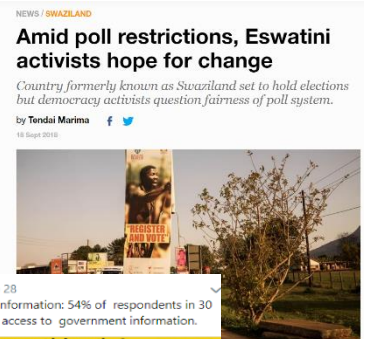 NEWS / SWAZILAND
Amid poll restrictions, Eswatini
activists hope for change
Country formerly known as Swaziland set to hold elections
but democracy activists question fairness of poll system.
by Tendai Marima
18 Sept 2018
"REGISTER
AND VOTE"
28
nformation: 54% of respondents in 30
access to government information.